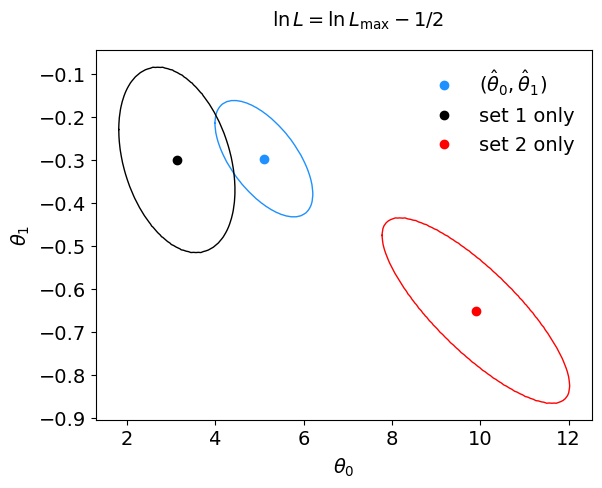 ln L = ln L_max − 1/2
(θ̂₀, θ̂₁)
set 1 only
set 2 only
−0.1
−0.2
−0.3
−0.4
−0.5
−0.6
−0.7
−0.8
−0.9
θ₁
2 4 6 8 10 12
θ₀